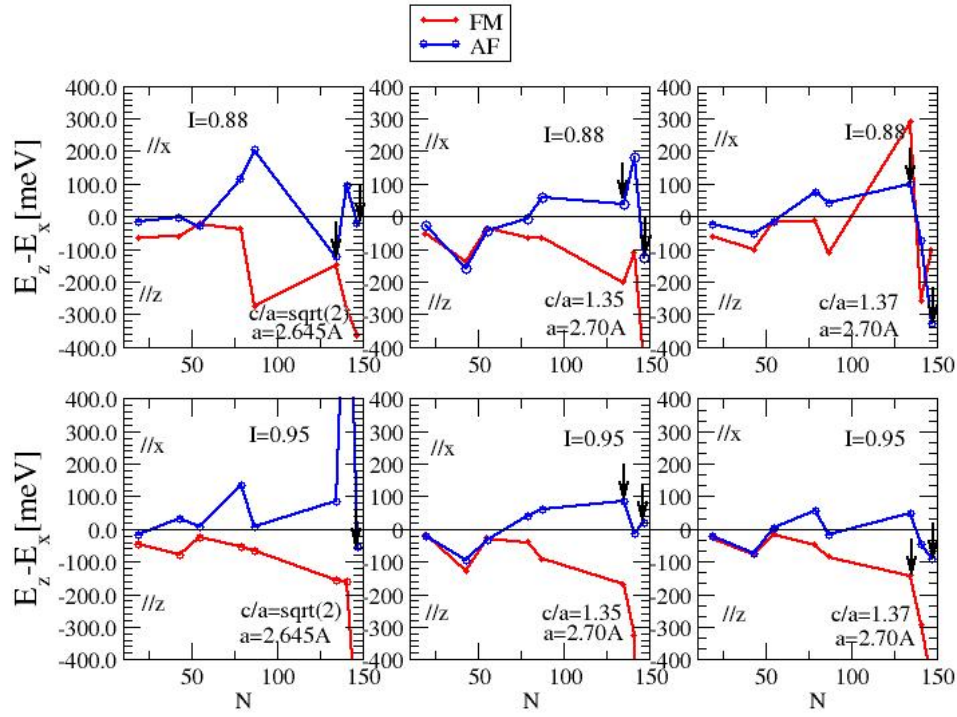 FM
AF
400.0
300.0
200.0
100.0
0.0
-100.0
-200.0
-300.0
-400.0
E_z-E_x[meV]
I=0.88
//x
//z
c/a=sqrt(2)
a=2.645A
50
100
150
400
300
200
100
0
-100
-200
-300
-400
I=0.88
//x
//z
c/a=1.35
a=2.70A
50
100
150
400
300
200
100
0
-100
-200
-300
-400
I=0.88
//x
//z
c/a=1.37
a=2.70A
50
100
150
400.0
300.0
200.0
100.0
0.0
-100.0
-200.0
-300.0
-400.0
E_z-E_x[meV]
I=0.95
//x
//z
c/a=sqrt(2)
a=2,645A
50
100
150
N
400
300
200
100
0
-100
-200
-300
400
I=0.95
//x
//z
c/a=1.35
a=2.70A
50
100
150
N
400
300
200
100
0
-100
-200
-300
400
I=0.95
//x
//z
c/a=1.37
a=2.70A
50
100
150
N